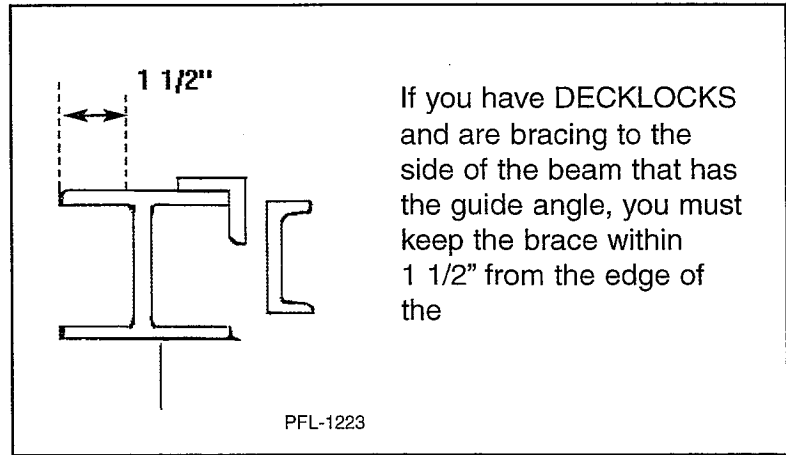 1 1/2"
If you have DECKLOCKS
and are bracing to the
side of the beam that has
the guide angle, you must
keep the brace within
1 1/2” from the edge of
the
PFL-1223